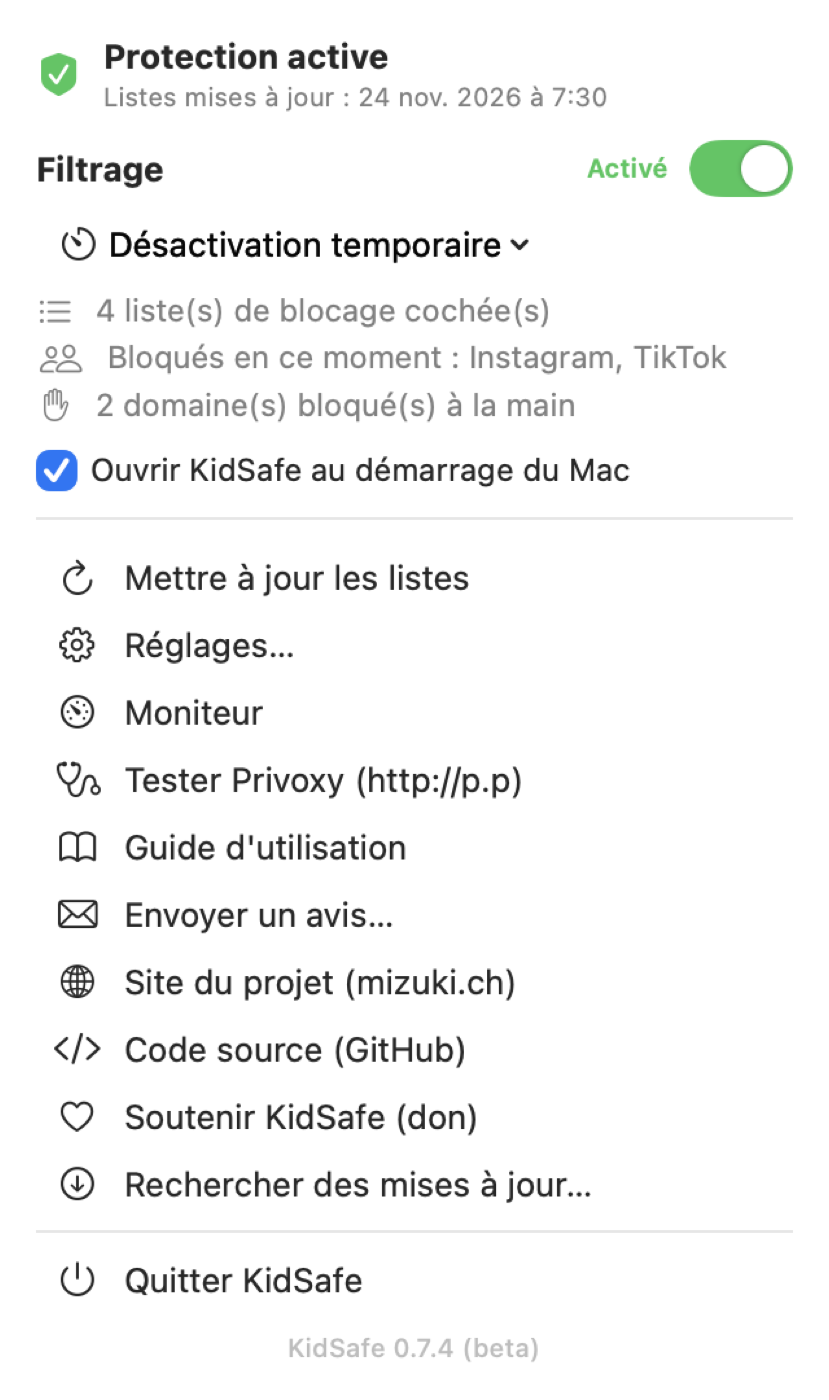 Protection active
Listes mises à jour : 24 nov. 2026 à 7:30
Filtrage
Activé
Désactivation temporaire
4 liste(s) de blocage cochée(s)
Bloqués en ce moment : Instagram, TikTok
2 domaine(s) bloqué(s) à la main
Ouvrir KidSafe au démarrage du Mac
Mettre à jour les listes
Réglages...
Moniteur
Tester Privoxy (http://p.p)
Guide d'utilisation
Envoyer un avis...
Site du projet (mizuki.ch)
Code source (GitHub)
Soutenir KidSafe (don)
Rechercher des mises à jour...
Quitter KidSafe
KidSafe 0.7.4 (beta)